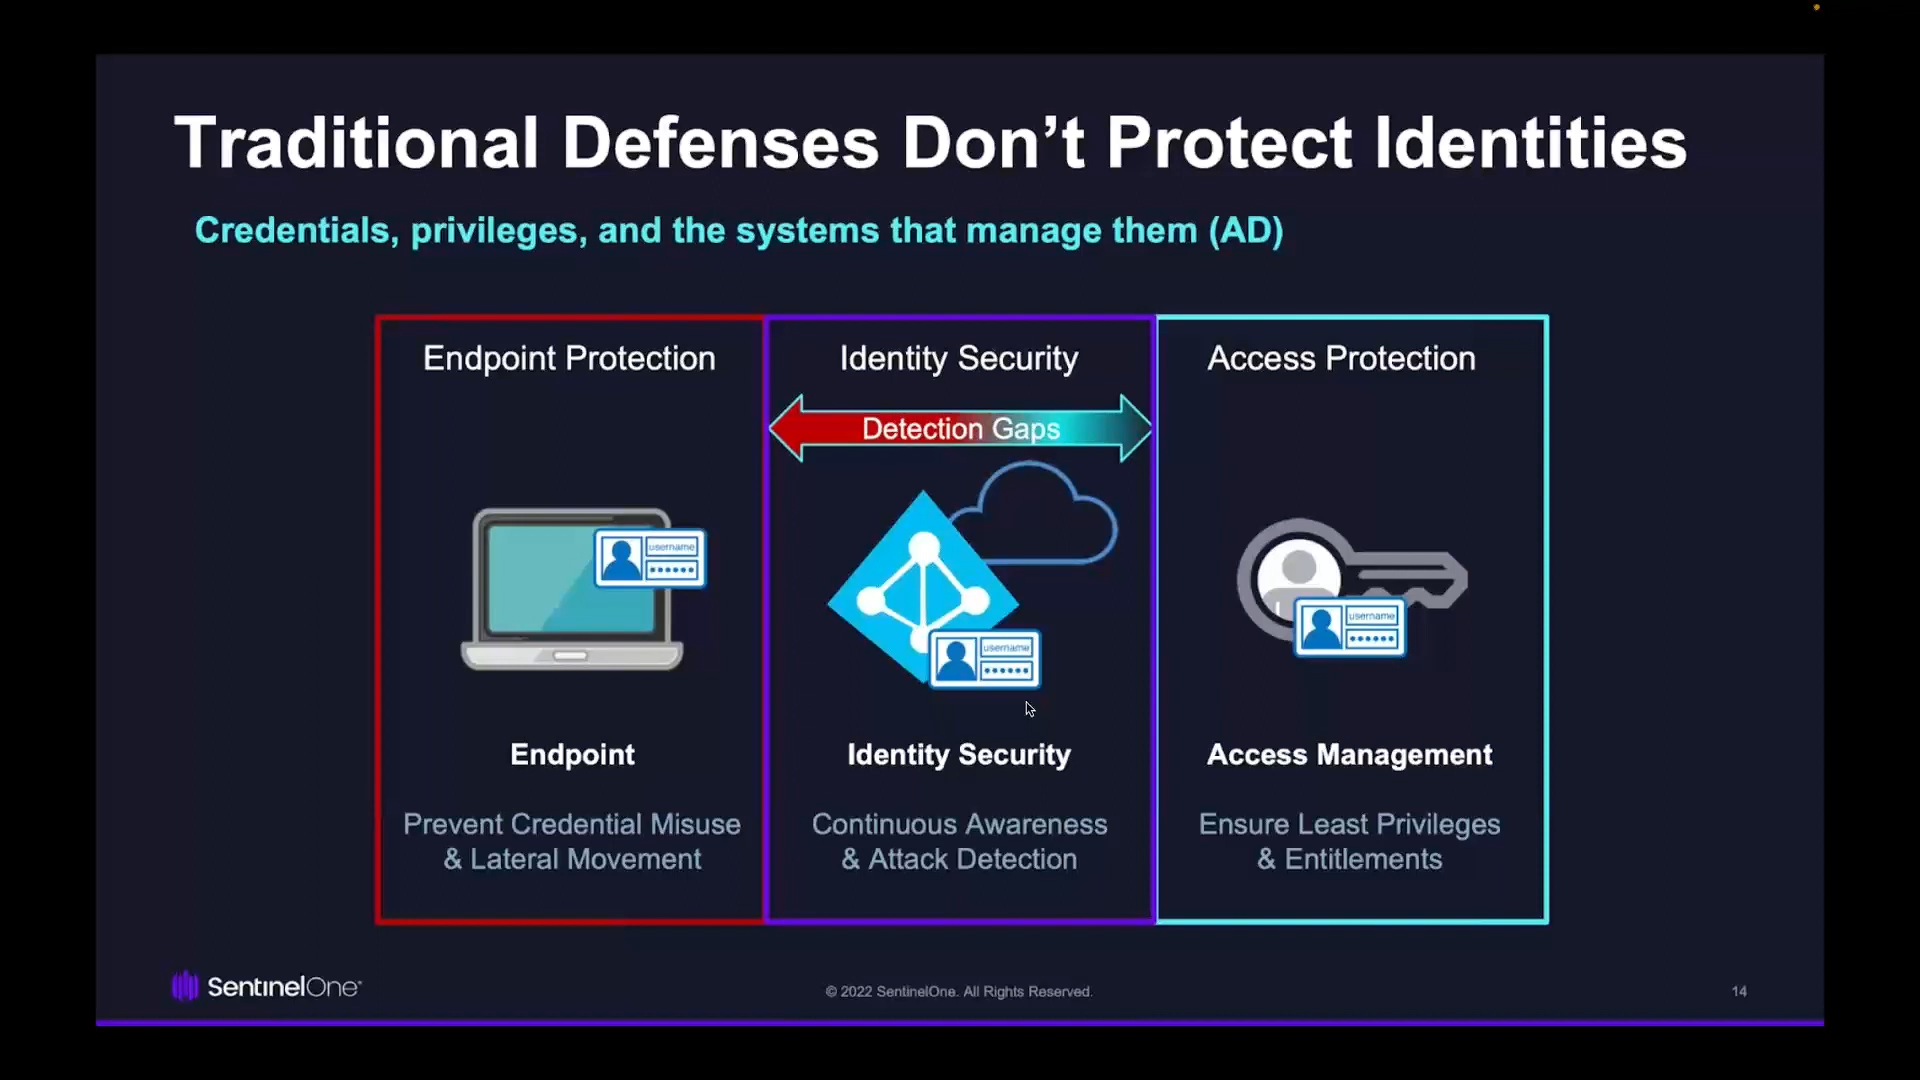 Traditional Defenses Don't Protect Identities
Credentials, privileges, and the systems that manage them (AD)
Endpoint Protection
Identity Security
Access Protection
Detection Gaps
username
username
username
Endpoint
Identity Security
Access Management
Prevent Credential Misuse
& Lateral Movement
Continuous Awareness
& Attack Detection
Ensure Least Privileges
& Entitlements
SentinelOne
© 2022 SentinelOne. All Rights Reserved.
14